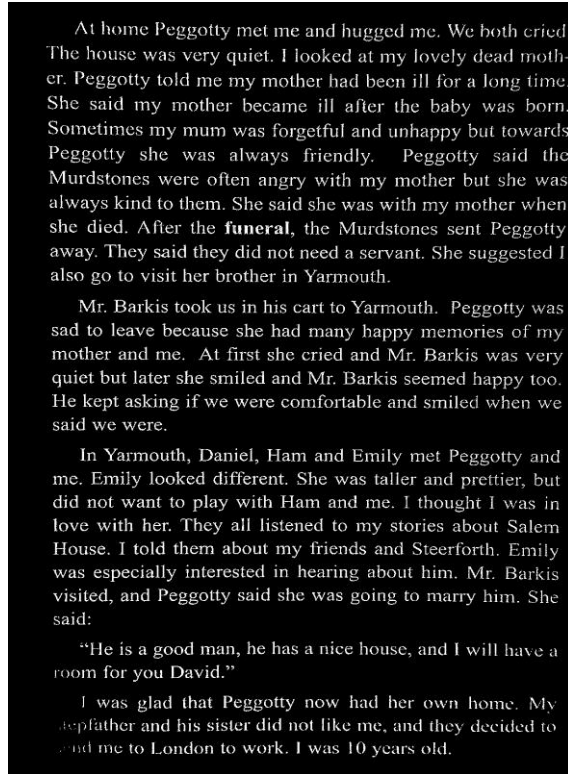 At home Peggotty met me and hugged me. We both cried
The house was very quiet. I looked at my lovely dead moth-
er. Peggotty told me my mother had been ill for a long time.
She said my mother became ill after the baby was born.
Sometimes my mum was forgetful and unhappy but towards
Peggotty she was always friendly. Peggotty said the
Murdstones were often angry with my mother but she was
always kind to them. She said she was with my mother when
she died. After the funeral, the Murdstones sent Peggotty
away. They said they did not need a servant. She suggested I
also go to visit her brother in Yarmouth.
Mr. Barkis took us in his cart to Yarmouth. Peggotty was
sad to leave because she had many happy memories of my
mother and me. At first she cried and Mr. Barkis was very
quiet but later she smiled and Mr. Barkis seemed happy too.
He kept asking if we were comfortable and smiled when we
said we were.
In Yarmouth, Daniel, Ham and Emily met Peggotty and
me. Emily looked different. She was taller and prettier, but
did not want to play with Ham and me. I thought I was in
love with her. They all listened to my stories about Salem
House. I told them about my friends and Steerforth. Emily
was especially interested in hearing about him. Mr. Barkis
visited, and Peggotty said she was going to marry him. She
said:
“He is a good man, he has a nice house, and I will have a
room for you David.”
I was glad that Peggotty now had her own home. My
stepfather and his sister did not like me, and they decided to
send me to London to work. I was 10 years old.